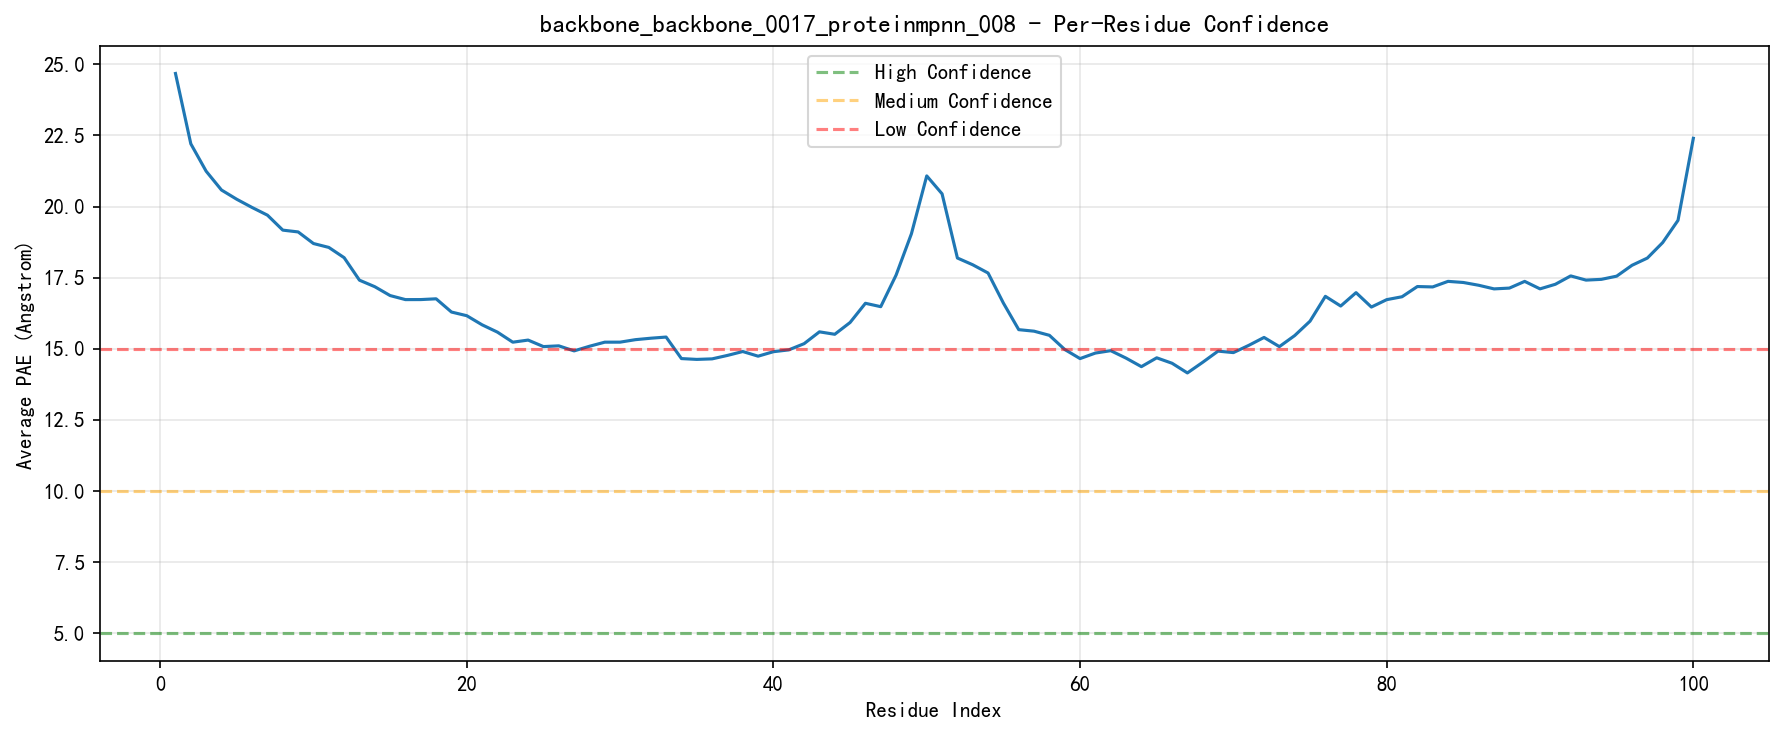 backbone_backbone_0017_proteinmpnn_008 - Per-Residue Confidence
High Confidence
Medium Confidence
Low Confidence
25.0
22.5
20.0
17.5
15.0
12.5
10.0
7.5
5.0
Average PAE (Angstrom)
0 20 40 60 80 100
Residue Index